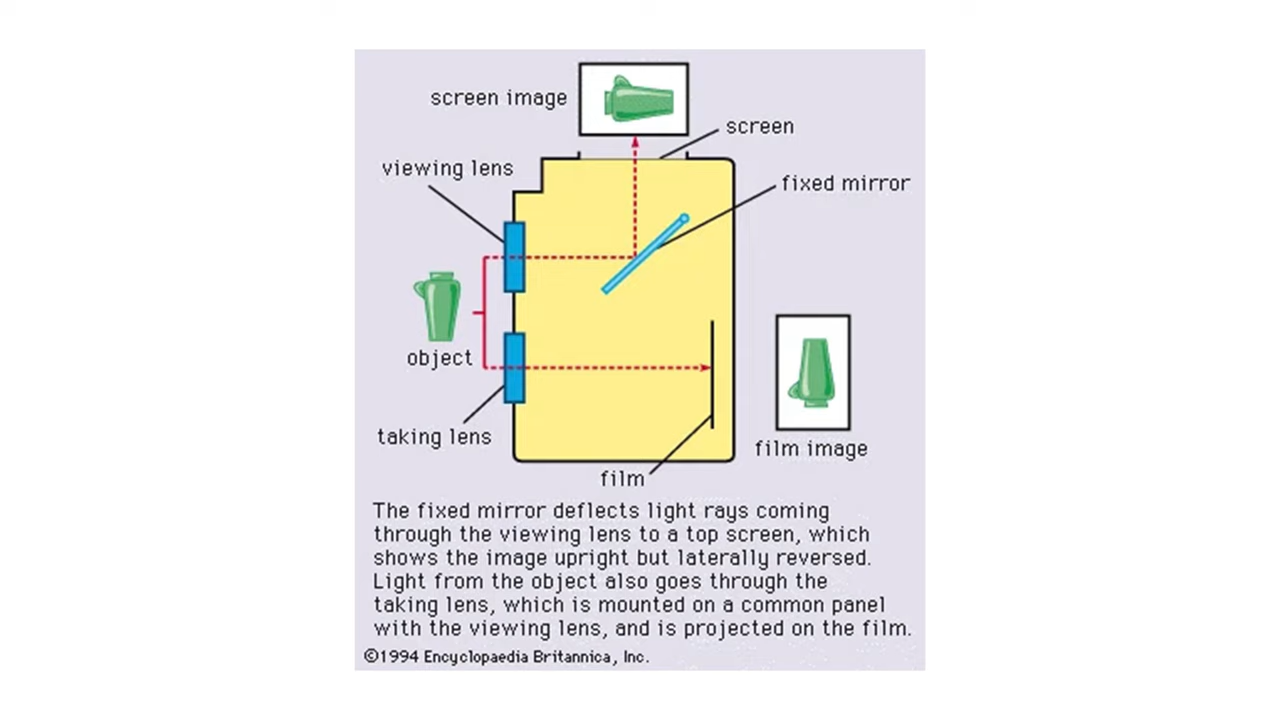 screen image
screen
viewing lens
fixed mirror
object
taking lens
film image
film
The fixed mirror deflects light rays coming
through the viewing lens to a top screen, which
shows the image upright but laterally reversed.
Light from the object also goes through the
taking lens, which is mounted on a common panel
with the viewing lens, and is projected on the film.
©1994 Encyclopaedia Britannica, Inc.